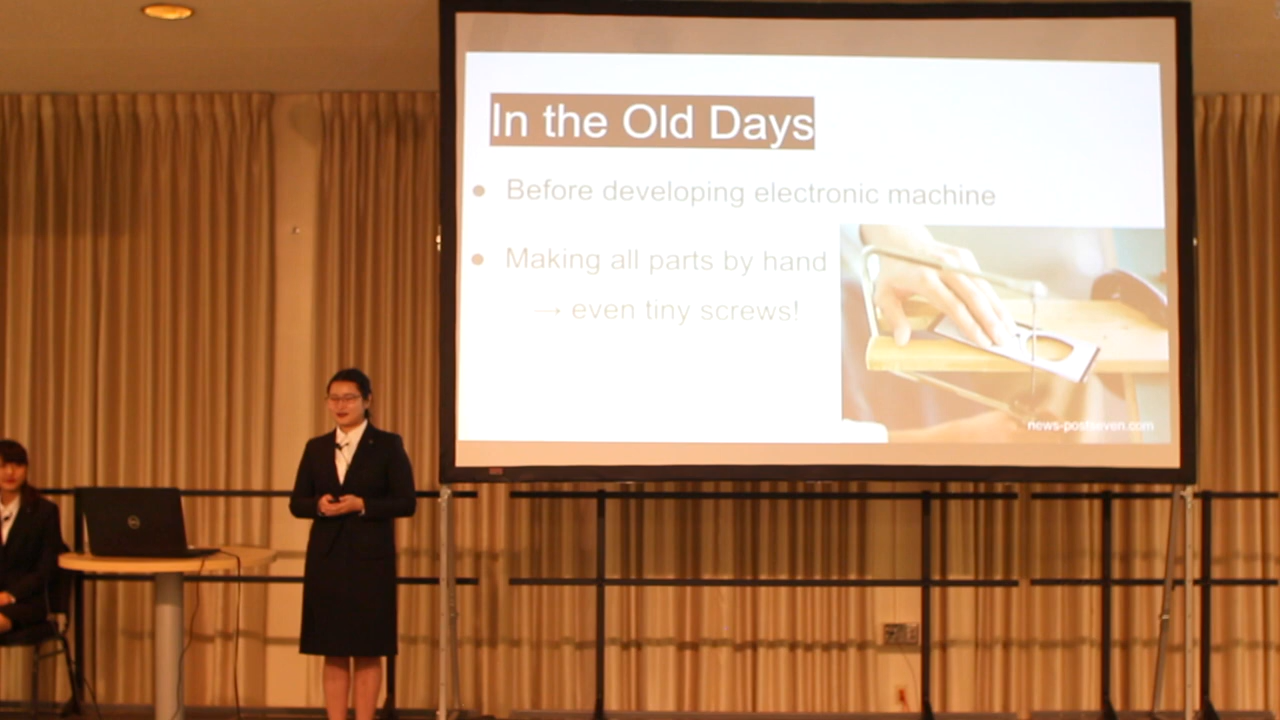 In the Old Days
● Before developing electronic machine
● Making all parts by hand
→ even tiny screws!
news-postseven.com
DELL